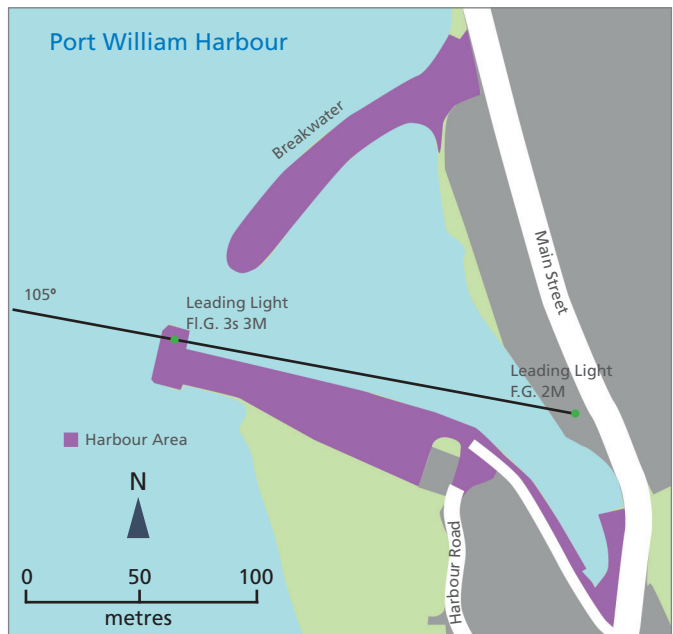 Port William Harbour
Breakwater
Main Street
105°
Leading Light
Fl.G. 3s 3M
Leading Light
F.G. 2M
Harbour Area
N
Harbour Road
0 50 100
metres